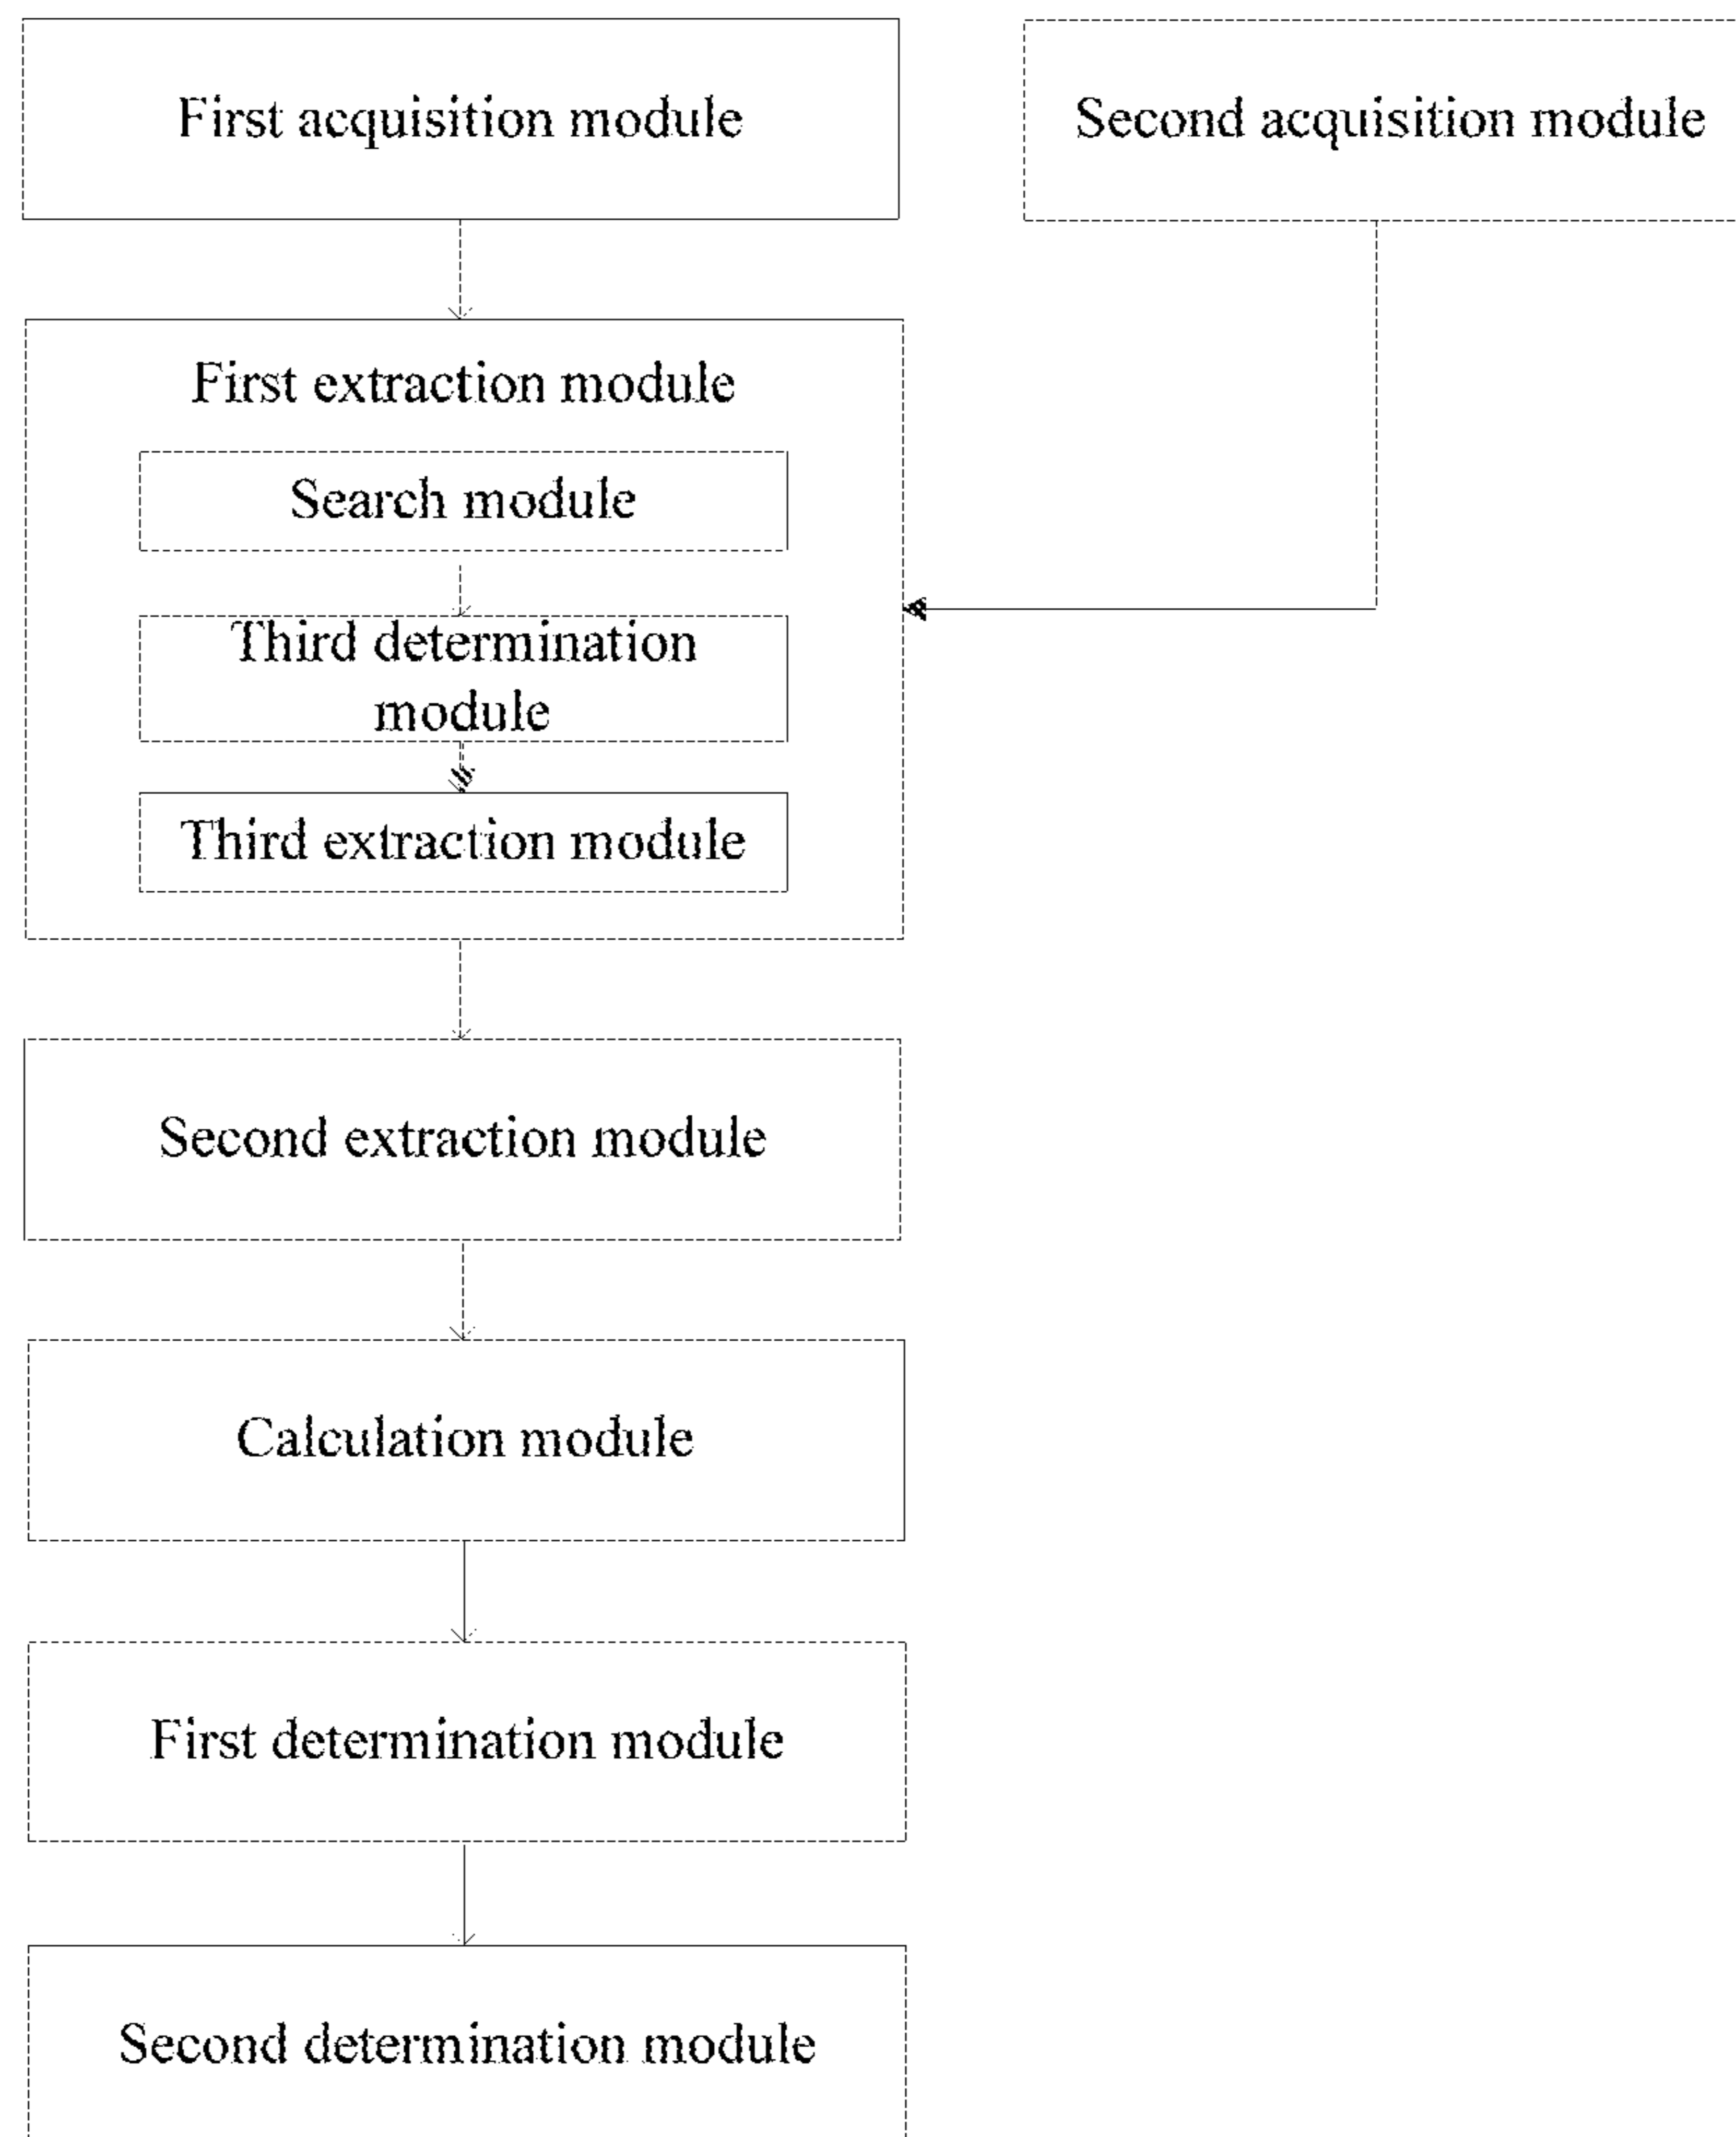 First acquisition module
Second acquisition module
First extraction module
Search module
Third determination
module
Third extraction module
Second extraction module
Calculation module
First determination module
Second determination module